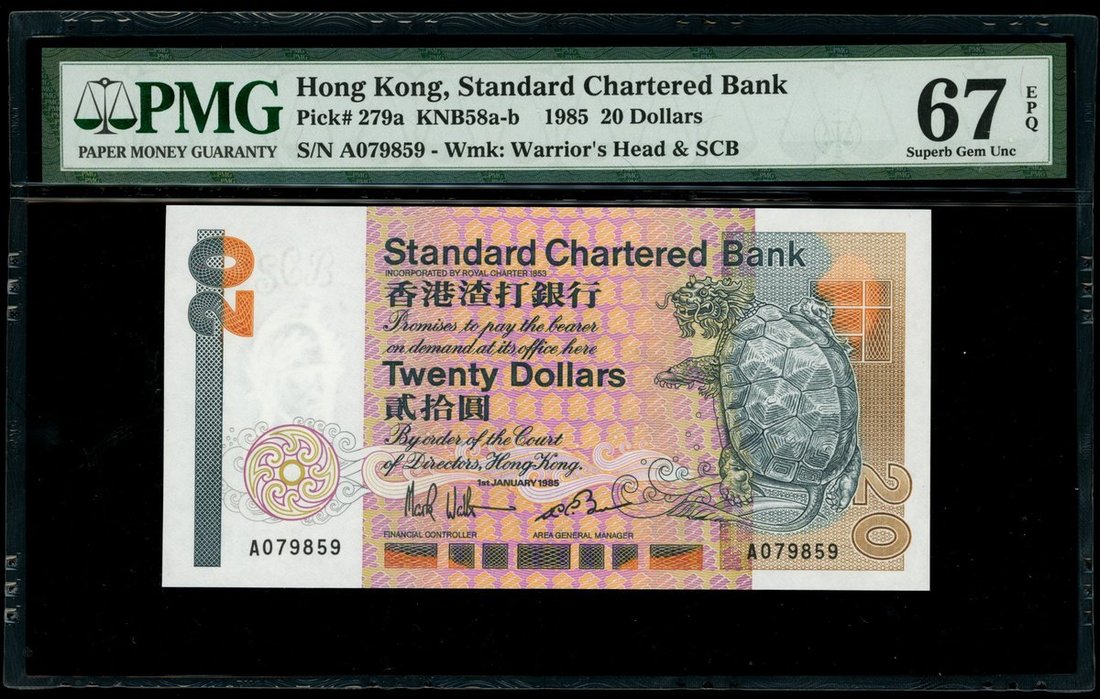 PMG
PAPER MONEY GUARANTY
Hong Kong, Standard Chartered Bank
Pick# 279a KNB58a-b 1985 20 Dollars
S/N A079859 - Wmk: Warrior's Head & SCB
67 EPQ
Superb Gem Unc
20
Standard Chartered Bank
INCORPORATED BY ROYAL CHARTER 1853
香港渣打銀行
Promises to pay the bearer
on demand at its office here
Twenty Dollars
貳拾圓
By order of the Court
of Directors, Hong Kong.
1st JANUARY 1985
FINANCIAL CONTROLLER
AREA GENERAL MANAGER
A079859
A079859
20